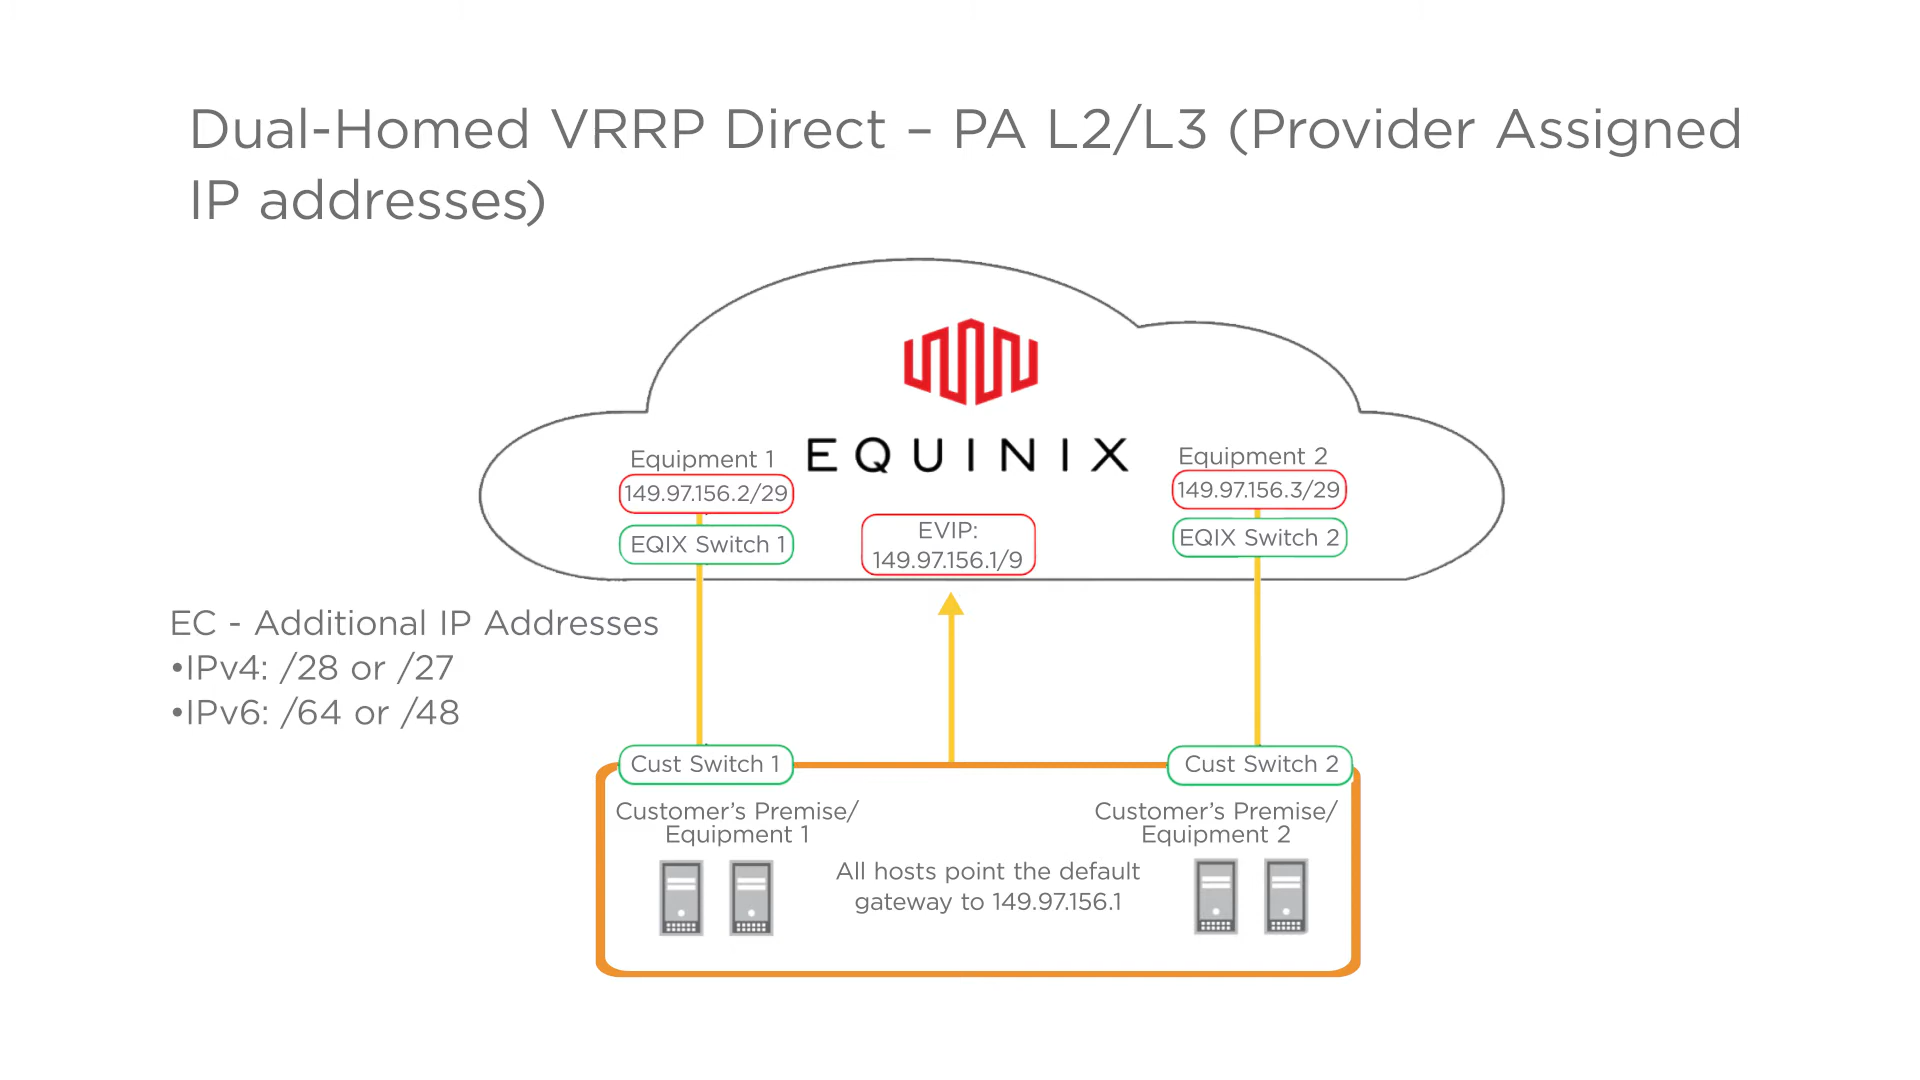 Dual-Homed VRRP Direct – PA L2/L3 (Provider Assigned
IP addresses)
EQUINIX
Equipment 1
149.97.156.2/29
EQIX Switch 1
EVIP:
149.97.156.1/9
Equipment 2
149.97.156.3/29
EQIX Switch 2
EC - Additional IP Addresses
•IPv4: /28 or /27
•IPv6: /64 or /48
Cust Switch 1
Cust Switch 2
Customer’s Premise/
Equipment 1
Customer’s Premise/
Equipment 2
All hosts point the default
gateway to 149.97.156.1